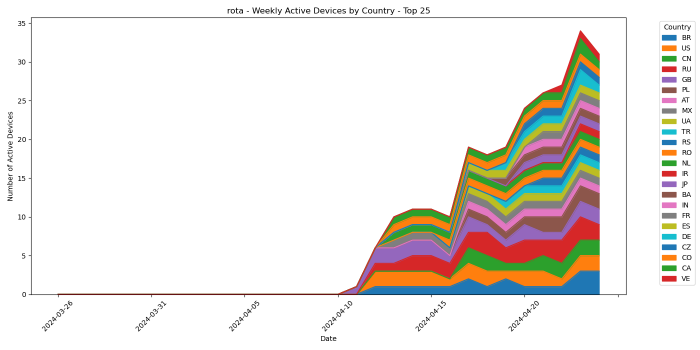 rota - Weekly Active Devices by Country - Top 25
Number of Active Devices
35
30
25
20
15
10
5
0
2024-03-26
2024-03-31
2024-04-05
2024-04-10
2024-04-15
2024-04-20
Date
Country
BR
US
CN
RU
GB
PL
AT
MX
UA
TR
RS
RO
NL
IR
JP
BA
IN
FR
ES
DE
CZ
CO
CA
VE